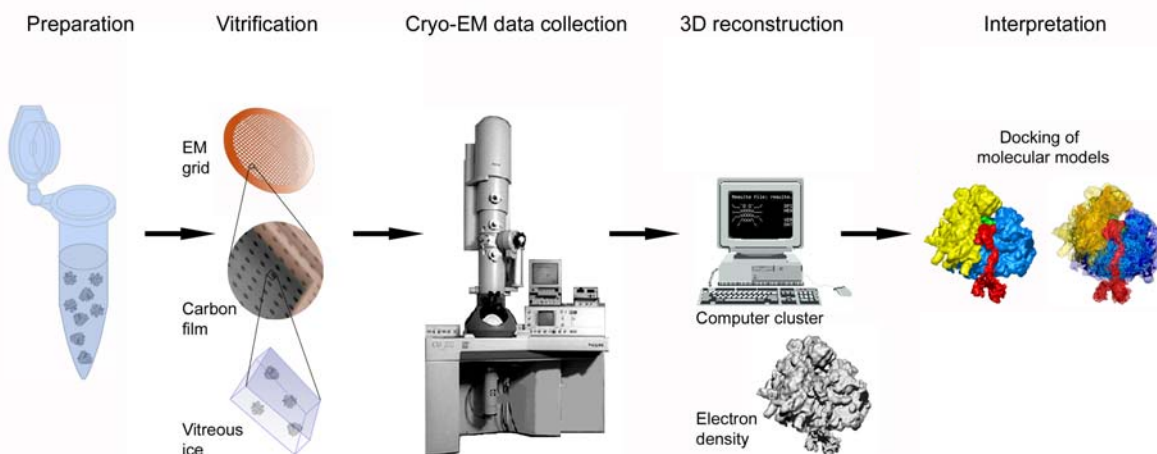 Preparation
Vitrification
Cryo-EM data collection
3D reconstruction
Interpretation
EM
grid
Carbon
film
Vitreous
ice
Computer cluster
Electron
density
Docking of
molecular models